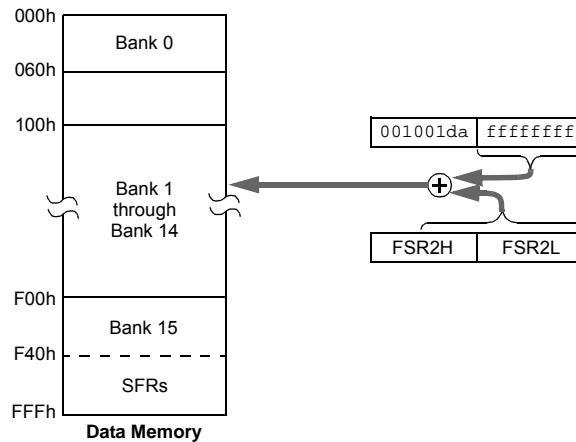 000h
Bank 0
060h
100h
001001da ffffffff
Bank 1
through
Bank 14
FSR2H FSR2L
F00h
Bank 15
F40h
SFRs
FFFh
Data Memory